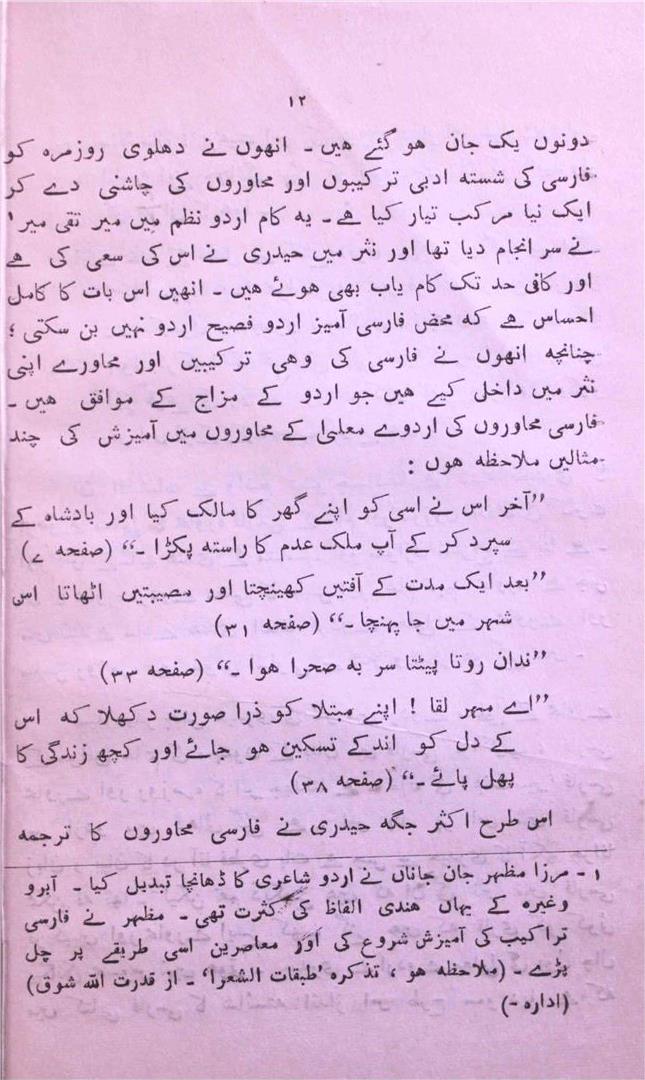 ۱۲
دونوں یک جان ہو گئے ہیں ۔ انھوں نے دہلوی روزمرہ کو
فارسی کی شستہ ادبی ترکیبوں اور محاوروں کی چاشنی دے کر
ایک نیا مرکب تیار کیا ہے ۔ یہ کام اردو نظم میں میر تقی میر¹
نے سر انجام دیا تھا اور نثر میں حیدری نے اس کی سعی کی ہے
اور کافی حد تک کام یاب بھی ہوئے ہیں ۔ انھیں اس بات کا کامل
احساس ہے کہ محض فارسی آمیز اردو فصیح اردو نہیں بن سکتی ؛
چنانچہ انھوں نے فارسی کی وہی ترکیبیں اور محاورے اپنی
نثر میں داخل کیے ہیں جو اردو کے مزاج کے موافق ہیں ۔
فارسی محاوروں کی اردوے معلیٰ کے محاوروں میں آمیزش کی چند
مثالیں ملاحظہ ہوں :
”آخر اس نے اسی کو اپنے گھر کا مالک کیا اور بادشاہ کے
سپرد کر کے آپ ملک عدم کا راستہ پکڑا ۔“ (صفحہ ۷)
”بعد ایک مدت کے آفتیں کھینچتا اور مصیبتیں اٹھاتا اس
شہر میں جا پہنچا ۔“ (صفحہ ۳۱)
”ندان روتا پیٹتا سر بہ صحرا ہوا ۔“ (صفحہ ۳۳)
”اے مہر لقا ! اپنے مبتلا کو ذرا صورت دکھلا کہ اس
کے دل کو اندکے تسکین ہو جائے اور کچھ زندگی کا
پھل پائے ۔“ (صفحہ ۳۸)
اس طرح اکثر جگہ حیدری نے فارسی محاوروں کا ترجمہ
۱ ۔ مرزا مظہر جان جاناں نے اردو شاعری کا ڈھانچا تبدیل کیا ۔ آبرو
وغیرہ کے یہاں ہندی الفاظ کی کثرت تھی ۔ مظہر نے فارسی
تراکیب کی آمیزش شروع کی اور معاصرین اسی طریقے پر چل
پڑے ۔ (ملاحظہ ہو ، تذکرہ ’طبقات الشعرا‘ ۔ از قدرت اللہ شوق)
(ادارہ ۔)